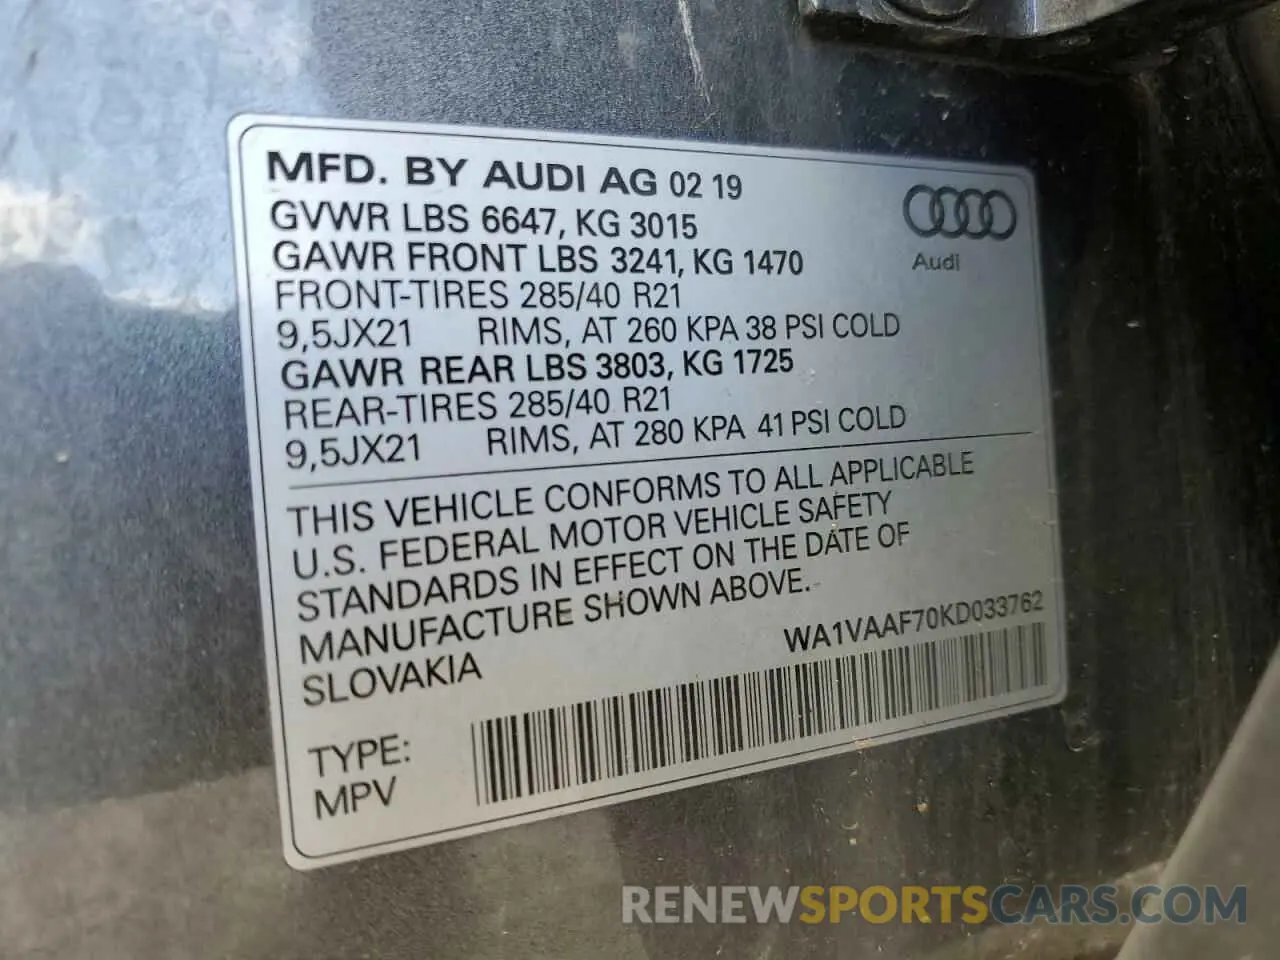 MFD. BY AUDI AG 02 19
GVWR LBS 6647, KG 3015
GAWR FRONT LBS 3241, KG 1470
FRONT-TIRES 285/40 R21
9,5JX21 RIMS, AT 260 KPA 38 PSI COLD
GAWR REAR LBS 3803, KG 1725
REAR-TIRES 285/40 R21
9,5JX21 RIMS, AT 280 KPA 41 PSI COLD
Audi
THIS VEHICLE CONFORMS TO ALL APPLICABLE
U.S. FEDERAL MOTOR VEHICLE SAFETY
STANDARDS IN EFFECT ON THE DATE OF
MANUFACTURE SHOWN ABOVE.
SLOVAKIA
WA1VAAF70KD033762
TYPE:
MPV
RENEWSPORTSCARS.COM